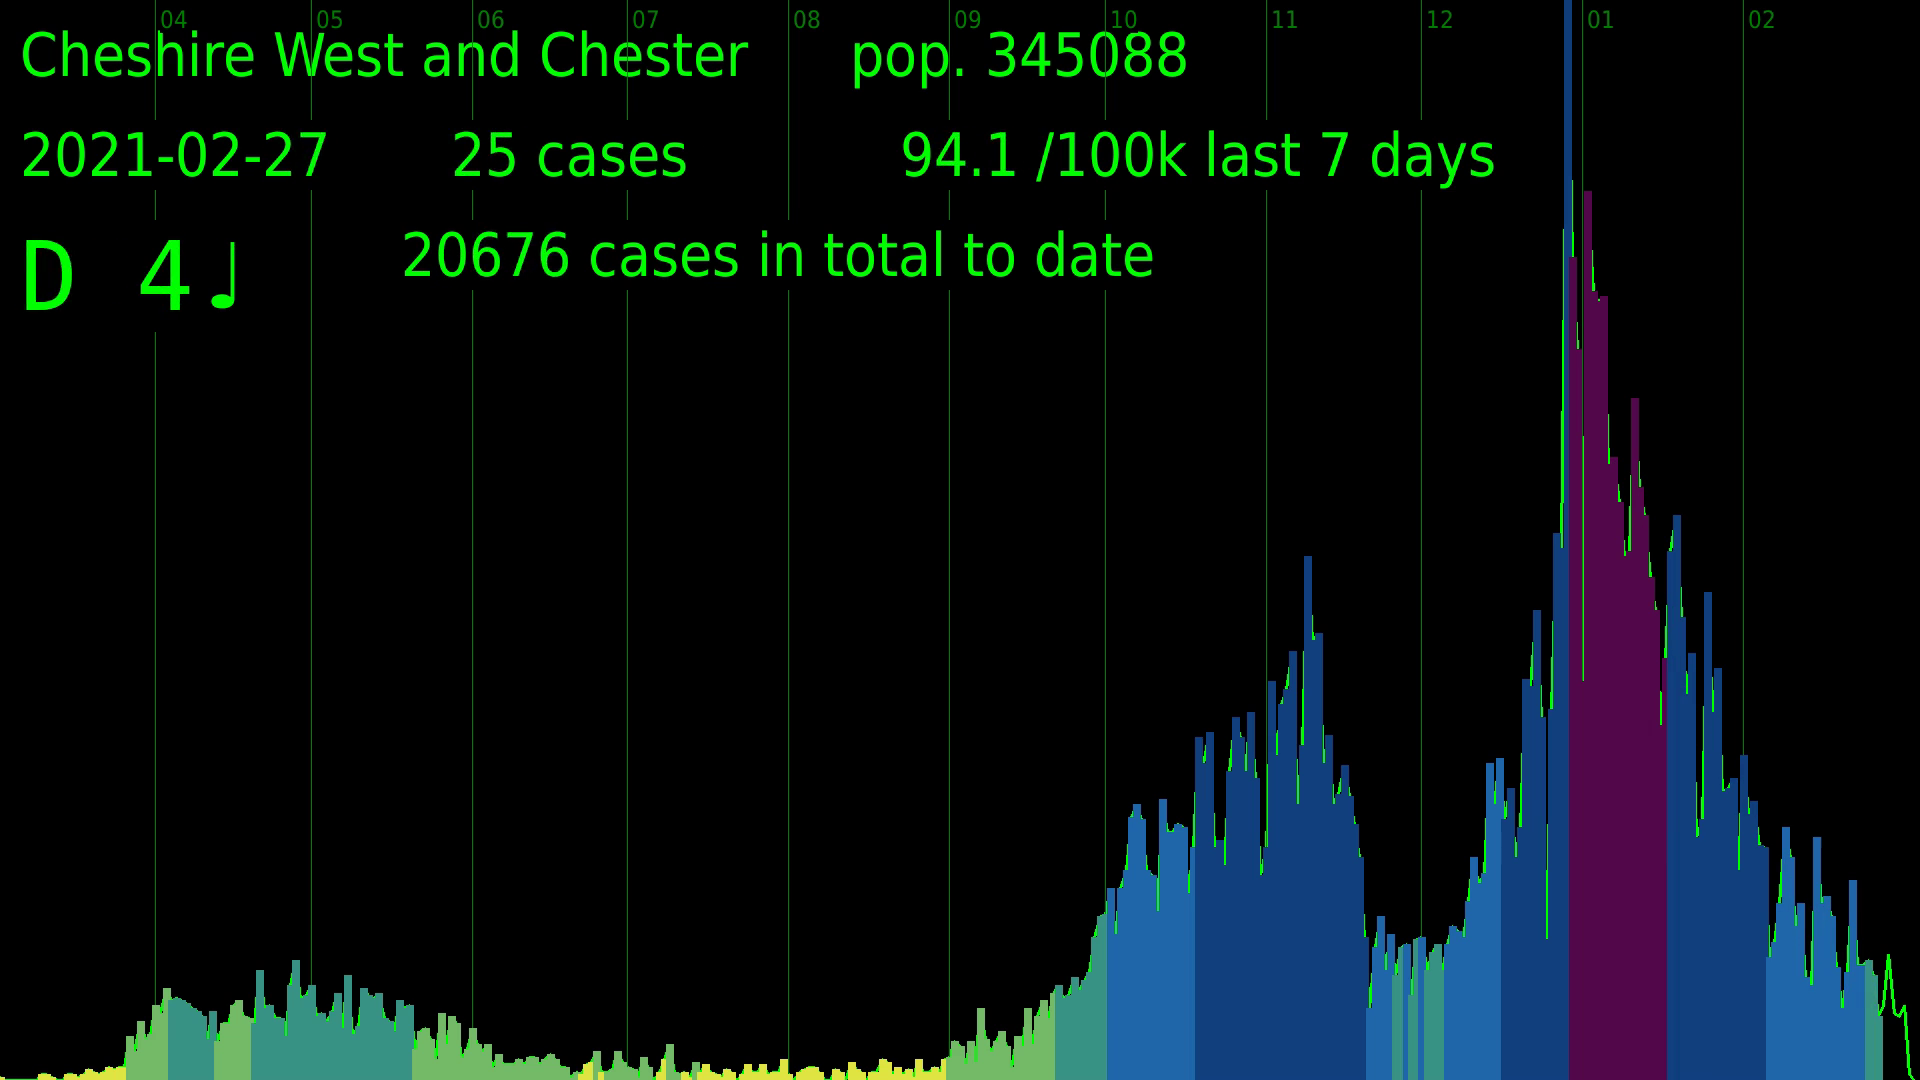 04 05 06 07 08 09 10 11 12 01 02
Cheshire West and Chester pop. 345088
2021-02-27 25 cases 94.1 /100k last 7 days
D 4♩ 20676 cases in total to date